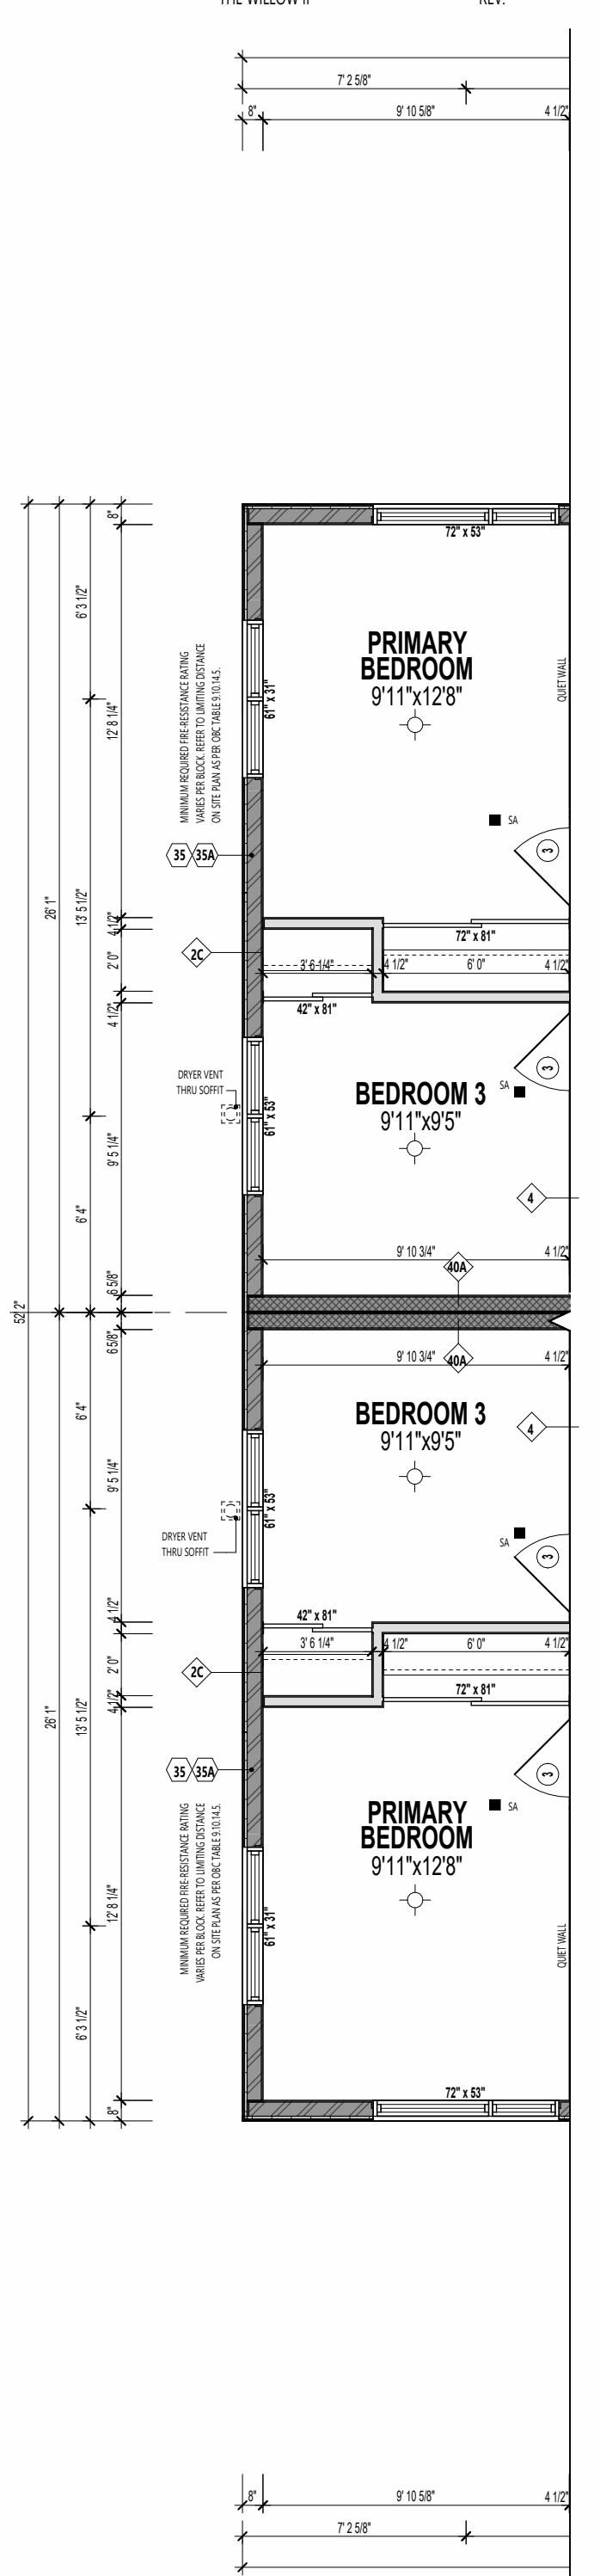 THE WILLOW II
REV.
7' 2 5/8"
8"
9' 10 5/8"
4 1/2"
72" x 53"
8"
6' 3 1/2"
12' 8 1/4"
26' 1"
13' 5 1/2"
4 1/2"
2' 0"
4 1/2"
9' 5 1/4"
6' 4"
6 5/8"
52' 2"
MINIMUM REQUIRED FIRE-RESISTANCE RATING
VARIES PER BLOCK. REFER TO LIMITING DISTANCE
ON SITE PLAN AS PER OBC TABLE 9.10.14.5.
61" x 31"
PRIMARY
BEDROOM
9'11"x12'8"
QUIET WALL
SA
3
35 35A
72" x 81"
2C
3' 6 1/4"
4 1/2"
6' 0"
4 1/2"
42" x 81"
DRYER VENT
THRU SOFFIT
61" x 53"
BEDROOM 3
9'11"x9'5"
SA
3
4
9' 10 3/4"
4 1/2"
40A
9' 10 3/4"
4 1/2"
40A
6 5/8"
6' 4"
9' 5 1/4"
4 1/2"
2' 0"
4 1/2"
26' 1"
13' 5 1/2"
12' 8 1/4"
6' 3 1/2"
8"
BEDROOM 3
9'11"x9'5"
4
61" x 53"
DRYER VENT
THRU SOFFIT
SA
3
42" x 81"
3' 6 1/4"
4 1/2"
6' 0"
4 1/2"
2C
72" x 81"
35 35A
3
SA
PRIMARY
BEDROOM
9'11"x12'8"
MINIMUM REQUIRED FIRE-RESISTANCE RATING
VARIES PER BLOCK. REFER TO LIMITING DISTANCE
ON SITE PLAN AS PER OBC TABLE 9.10.14.5.
61" x 31"
QUIET WALL
72" x 53"
8"
9' 10 5/8"
4 1/2"
7' 2 5/8"